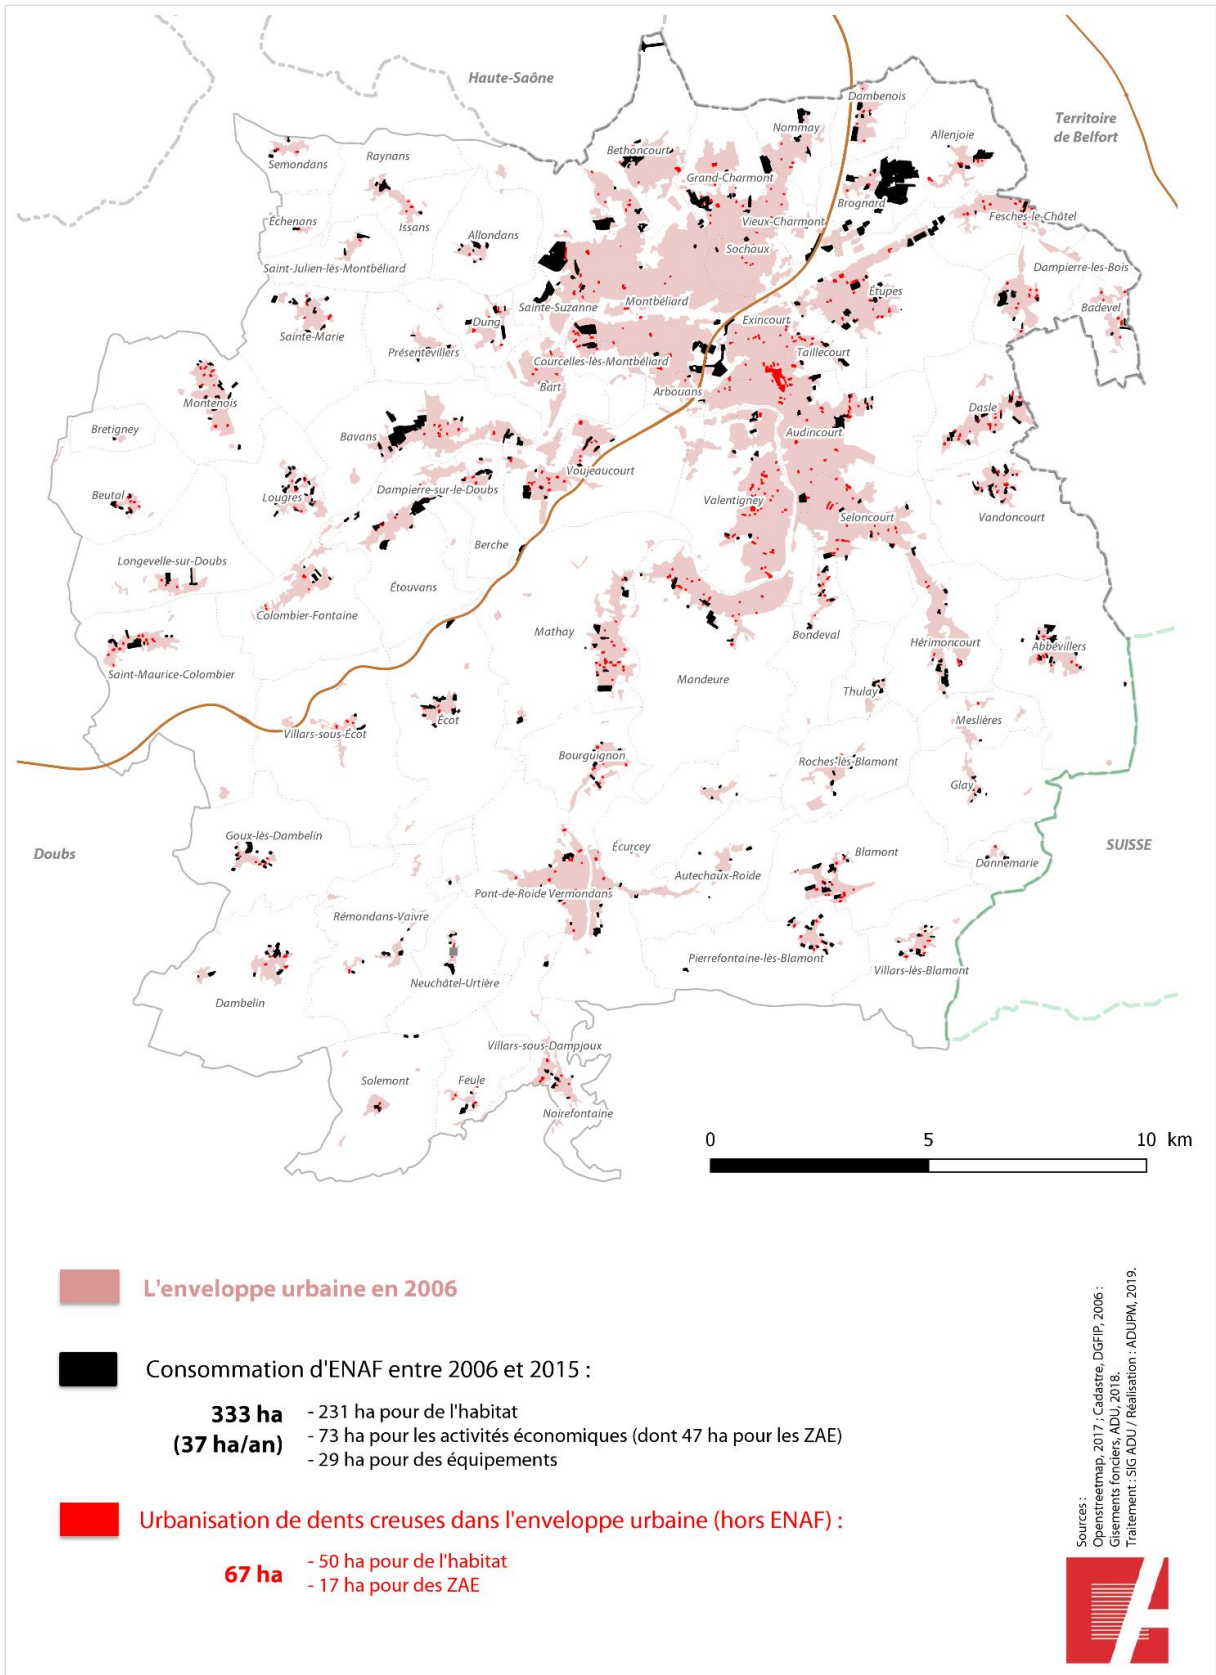 Haute-Saône
Territoire
de Belfort
Dambenois
Nommay
Allenjoie
Bethoncourt
Semondans
Raynans
Grand-Charmont
Brognard
Fesches-le-Châtel
Échenans
Issans
Vieux-Charmont
Allondans
Sochaux
Saint-Julien-lès-Montbéliard
Dampierre-les-Bois
Étupes
Montbéliard
Sainte-Suzanne
Badevel
Dung
Exincourt
Sainte-Marie
Présentevillers
Taillecourt
Courcelles-lès-Montbéliard
Bart
Arbouans
Montenois
Dasle
Bretigney
Bavans
Audincourt
Voujeaucourt
Beutal
Lougres
Dampierre-sur-le-Doubs
Valentigney
Seloncourt
Vandoncourt
Berche
Longevelle-sur-Doubs
Étouvans
Colombier-Fontaine
Mathay
Bondeval
Hérimoncourt
Abbévillers
Saint-Maurice-Colombier
Mandeure
Thulay
Écot
Meslières
Villars-sous-Écot
Bourguignon
Roches-lès-Blamont
Glay
Goux-lès-Dambelin
Doubs
Écurcey
SUISSE
Blamont
Dannemarie
Autechaux-Roide
Pont-de-Roide Vermondans
Rémondans-Vaivre
Pierrefontaine-lès-Blamont
Villars-lès-Blamont
Neuchâtel-Urtière
Dambelin
Villars-sous-Dampjoux
Solemont
Feule
Noirefontaine
0 5 10 km
L'enveloppe urbaine en 2006
Consommation d'ENAF entre 2006 et 2015 :
333 ha
(37 ha/an)
- 231 ha pour de l'habitat
- 73 ha pour les activités économiques (dont 47 ha pour les ZAE)
- 29 ha pour des équipements
Urbanisation de dents creuses dans l'enveloppe urbaine (hors ENAF) :
67 ha
- 50 ha pour de l'habitat
- 17 ha pour des ZAE
Sources :
Openstreetmap, 2017 ; Cadastre, DGFIP, 2006 :
Gisements fonciers, ADU, 2018.
Traitement : SIG ADU / Réalisation : ADUPM, 2019.